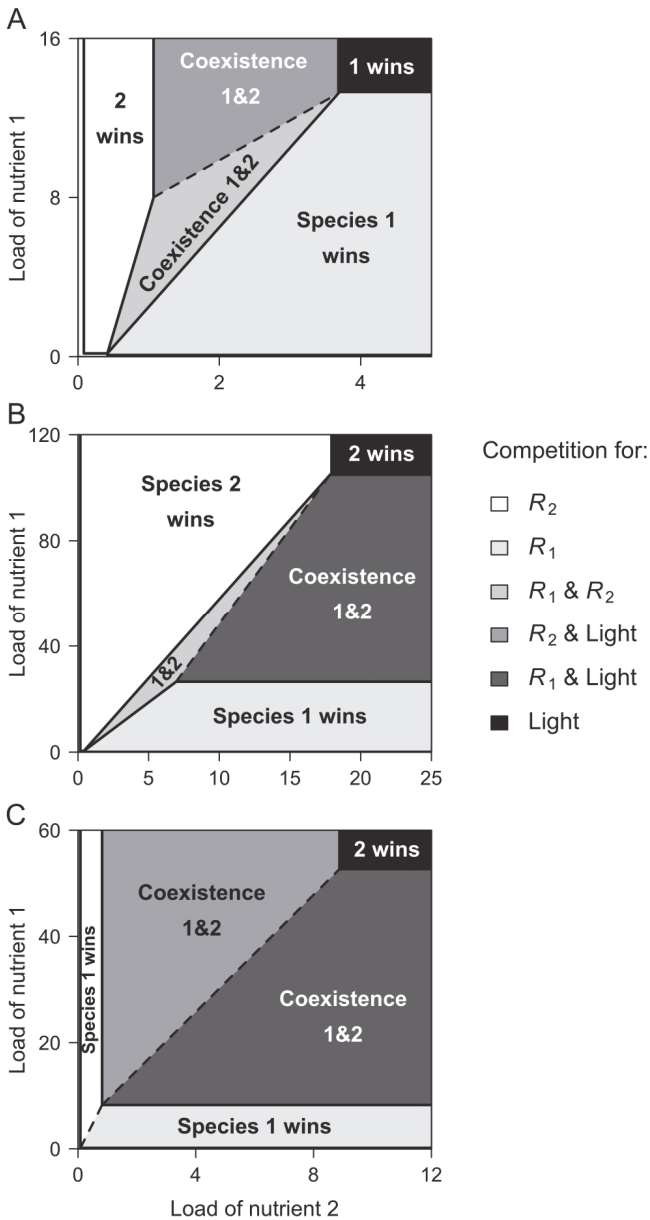 A
Load of nutrient 1
16
8
0
0
2
4
2
wins
Coexistence
1&2
1 wins
Coexistence 1&2
Species 1
wins
B
Load of nutrient 1
120
80
40
0
0
5
10
15
20
25
Species 2
wins
2 wins
Coexistence
1&2
1&2
Species 1 wins
Competition for:
R2
R1
R1 & R2
R2 & Light
R1 & Light
Light
C
Load of nutrient 1
60
40
20
0
0
4
8
12
Species 1 wins
Coexistence
1&2
2 wins
Coexistence
1&2
Species 1 wins
Load of nutrient 2